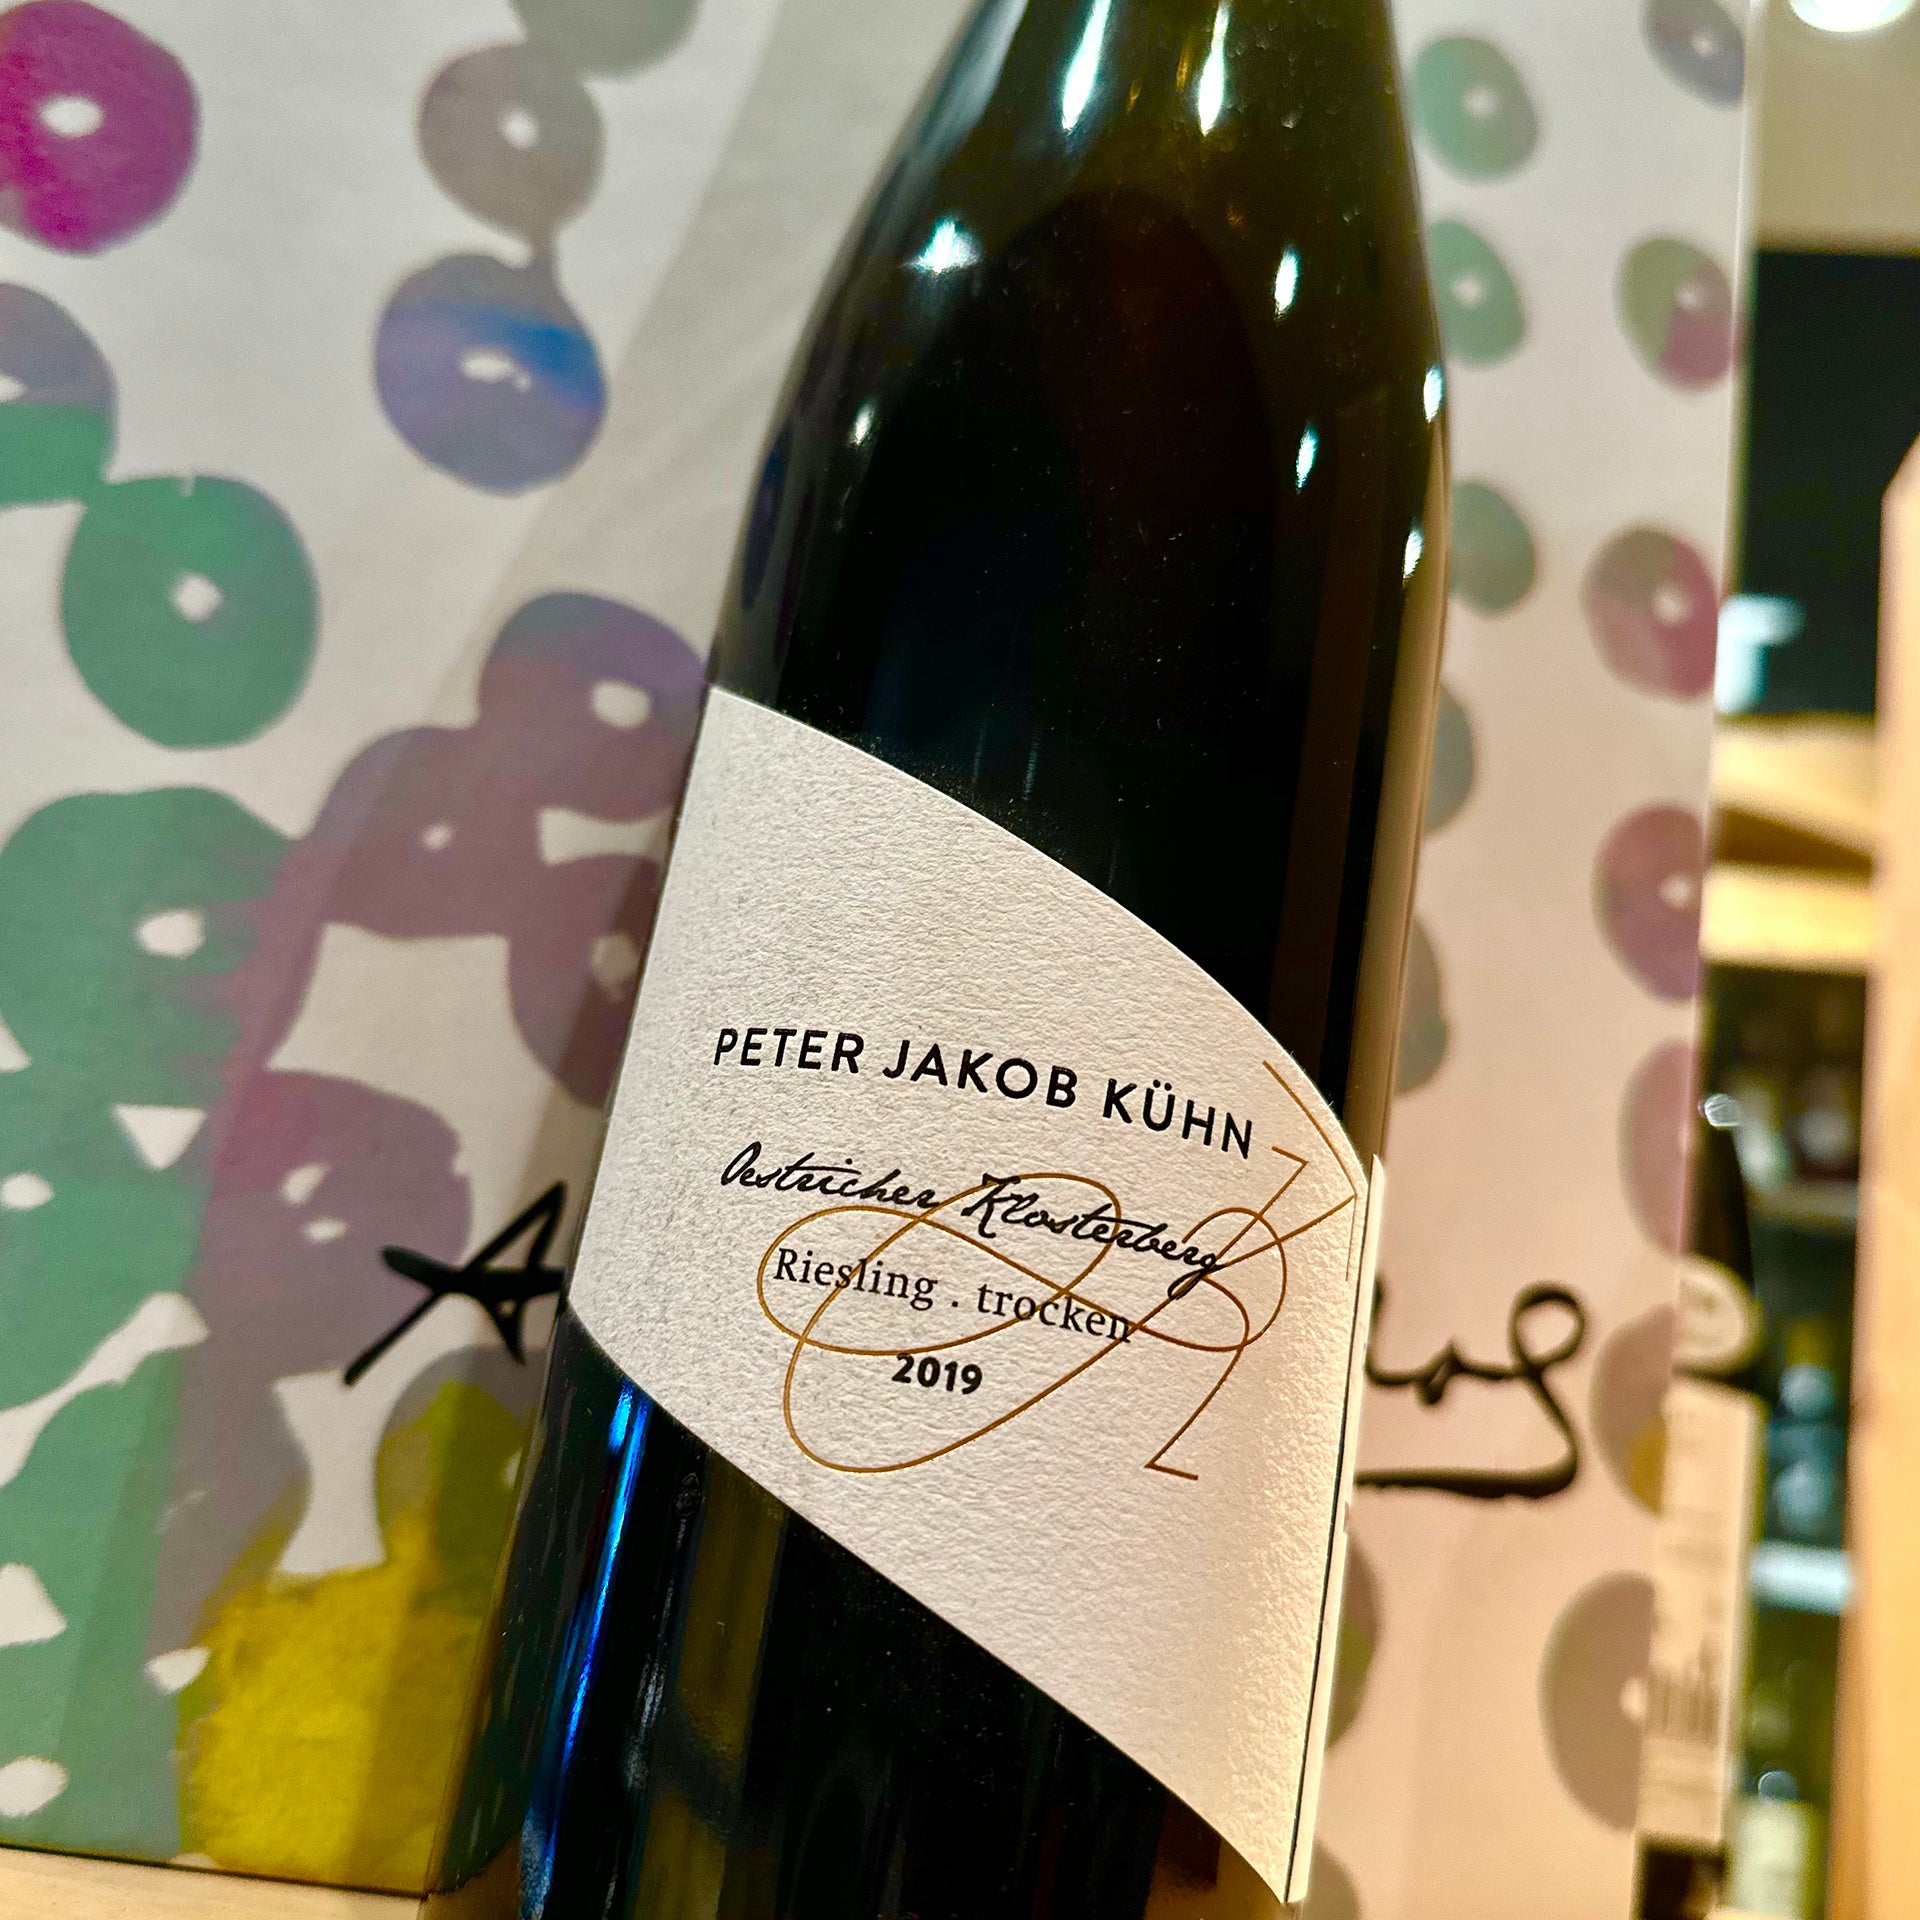 PETER JAKOB KÜHN
Oestricher Klosterberg
Riesling . trocken
2019